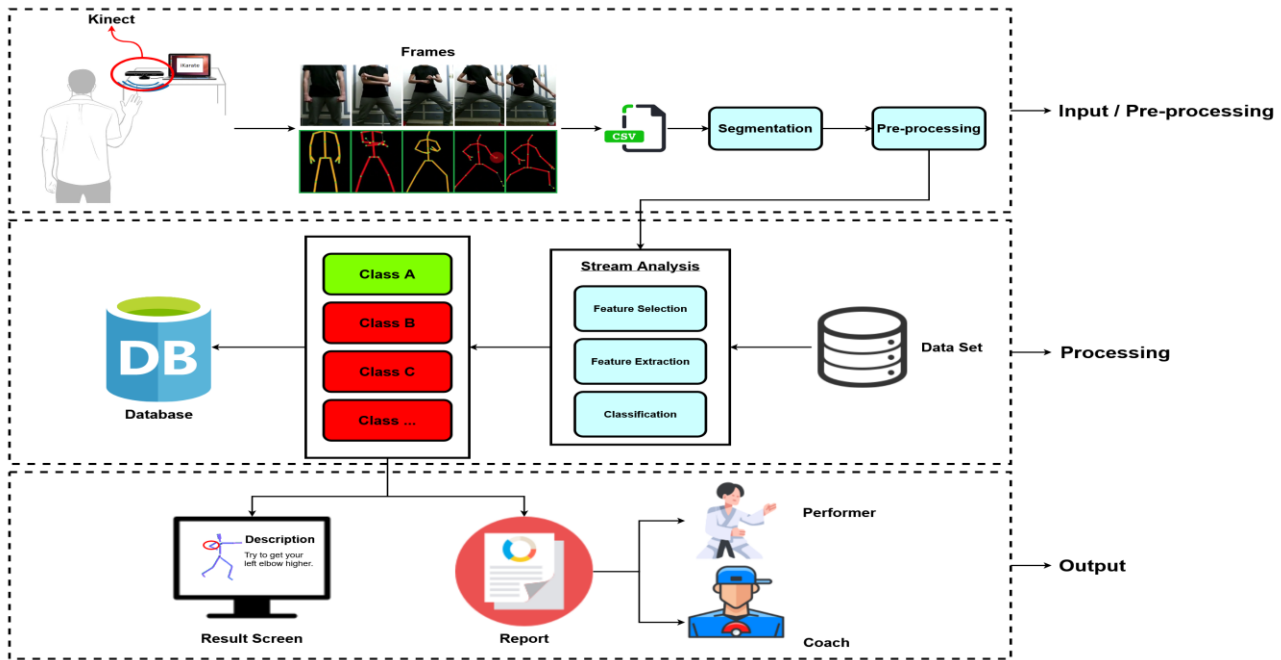 Kinect
iKarate
Frames
CSV
Segmentation
Pre-processing
Input / Pre-processing
Stream Analysis
Feature Selection
Feature Extraction
Classification
Class A
Class B
Class C
Class ...
DB
Database
Data Set
Processing
Description
Try to get your
left elbow higher.
Result Screen
Report
Performer
Coach
Output